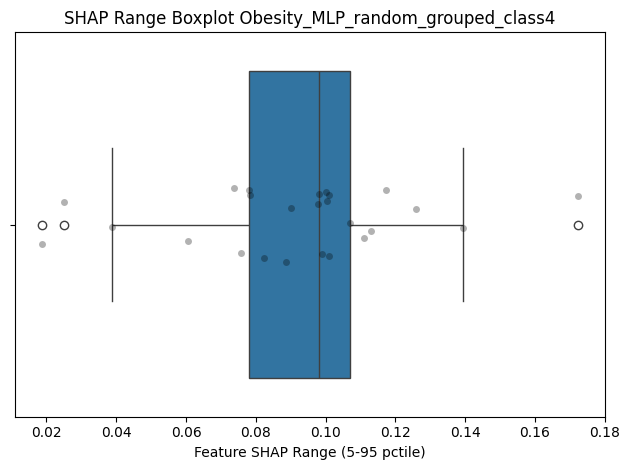 SHAP Range Boxplot Obesity_MLP_random_grouped_class4
0.02 0.04 0.06 0.08 0.10 0.12 0.14 0.16 0.18
Feature SHAP Range (5-95 pctile)